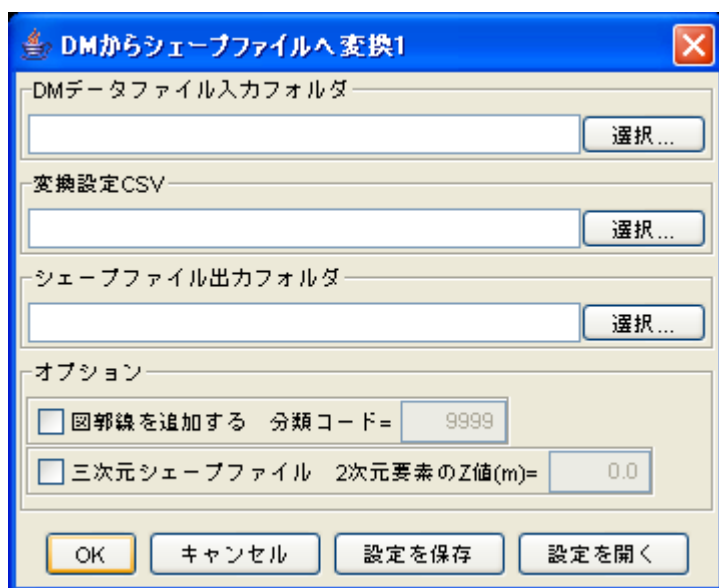 DMからシェープファイルへ変換1
DMデータファイル入力フォルダ
選択...
変換設定CSV
選択...
シェープファイル出力フォルダ
選択...
オプション
図郭線を追加する 分類コード= 9999
三次元シェープファイル 2次元要素のZ値(m)= 0.0
OK キャンセル 設定を保存 設定を開く